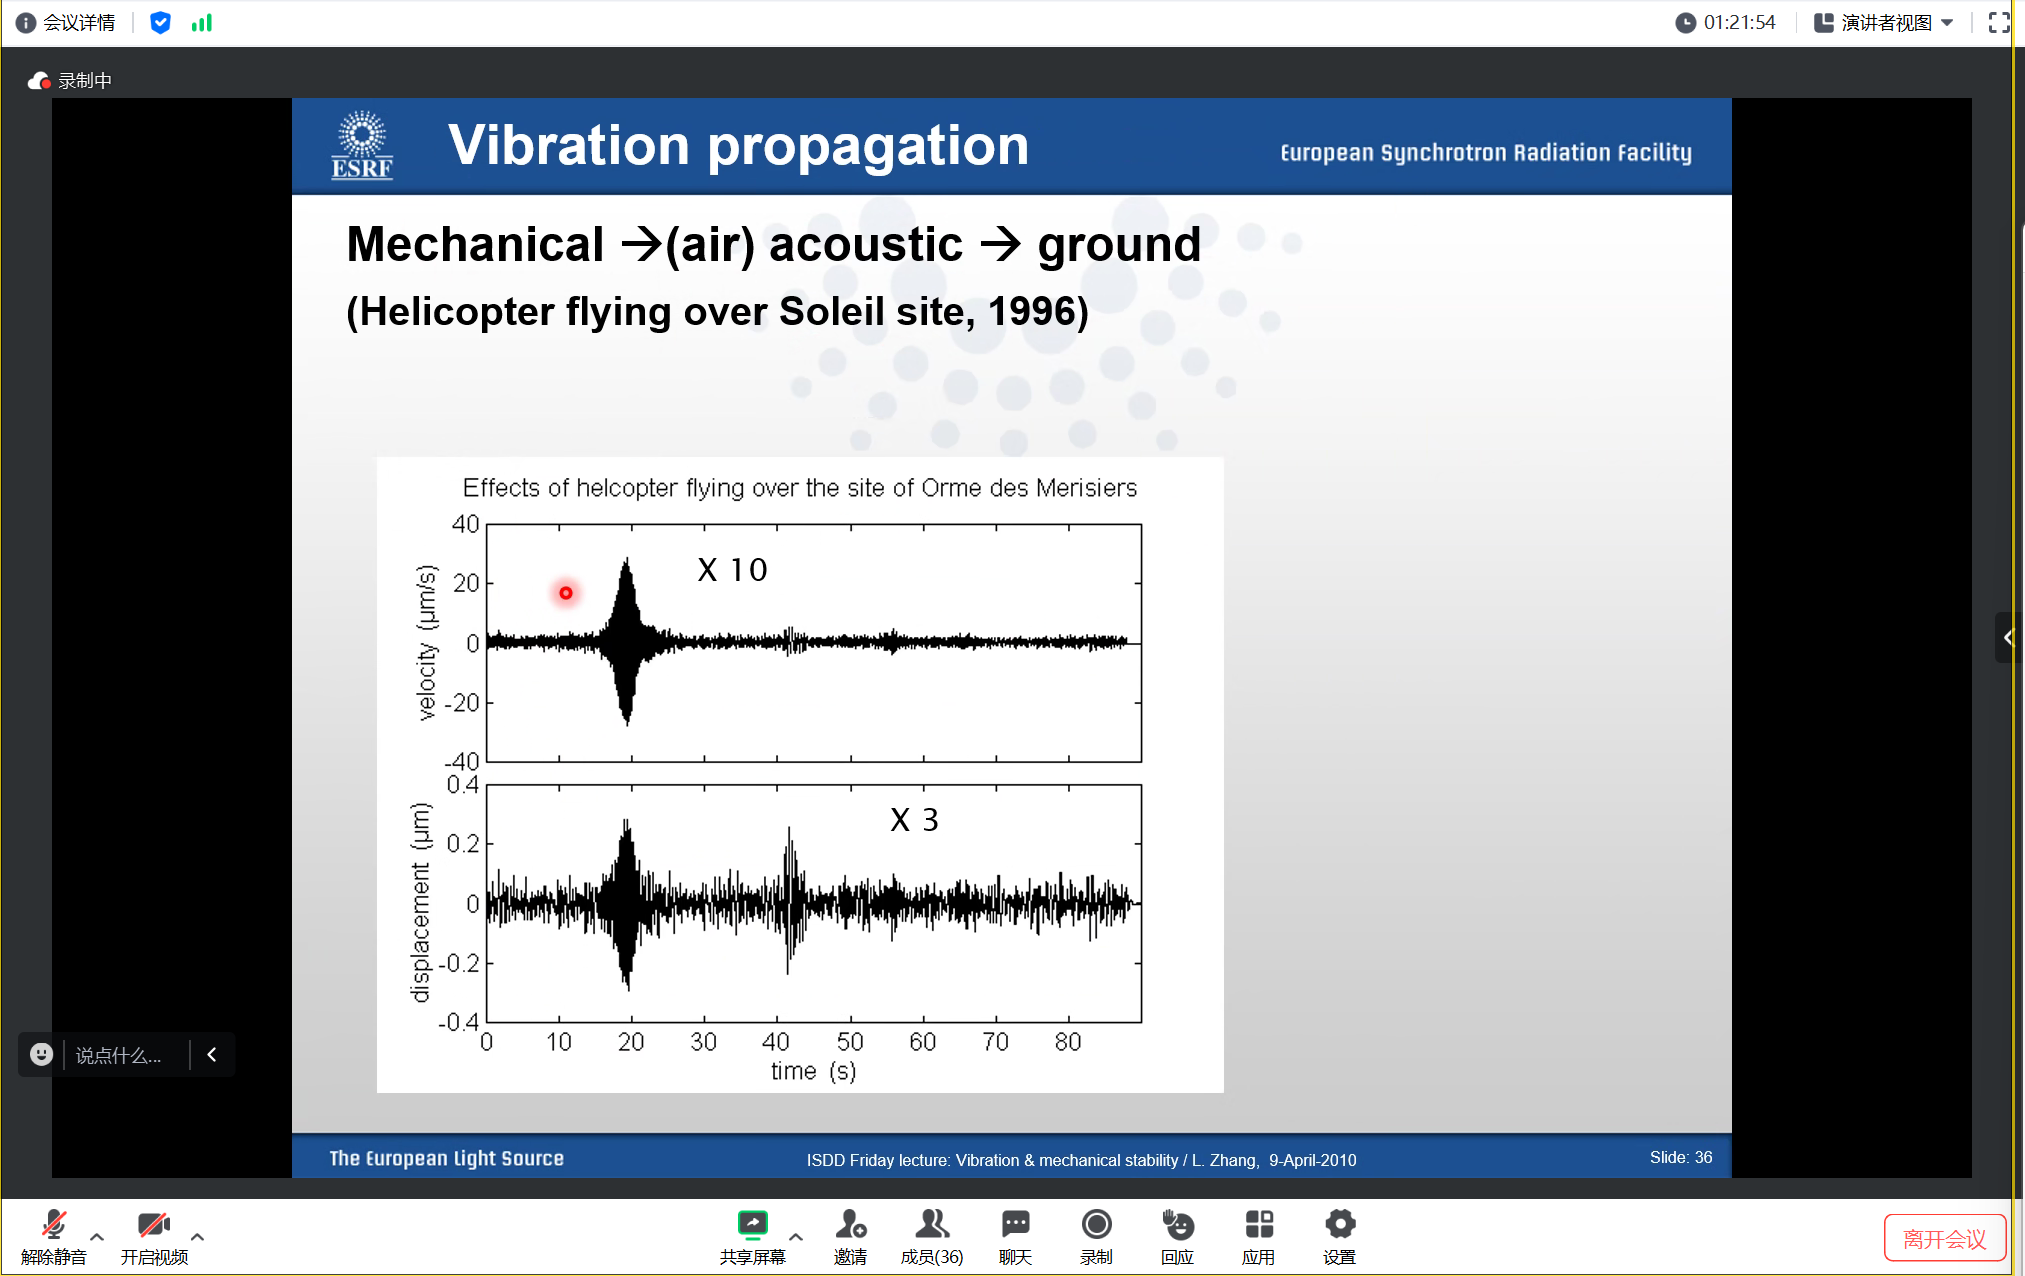 会议详情
01:21:54
演讲者视图
录制中
ESRF
Vibration propagation
European Synchrotron Radiation Facility
Mechanical →(air) acoustic → ground
(Helicopter flying over Soleil site, 1996)
Effects of helcopter flying over the site of Orme des Merisiers
X 10
velocity (μm/s)
40
20
0
-20
-40
X 3
displacement (μm)
0.4
0.2
0
-0.2
-0.4
0 10 20 30 40 50 60 70 80
time (s)
说点什么...
The European Light Source
ISDD Friday lecture: Vibration & mechanical stability / L. Zhang, 9-April-2010
Slide: 36
解除静音
开启视频
共享屏幕
邀请
成员(36)
聊天
录制
回应
应用
设置
离开会议